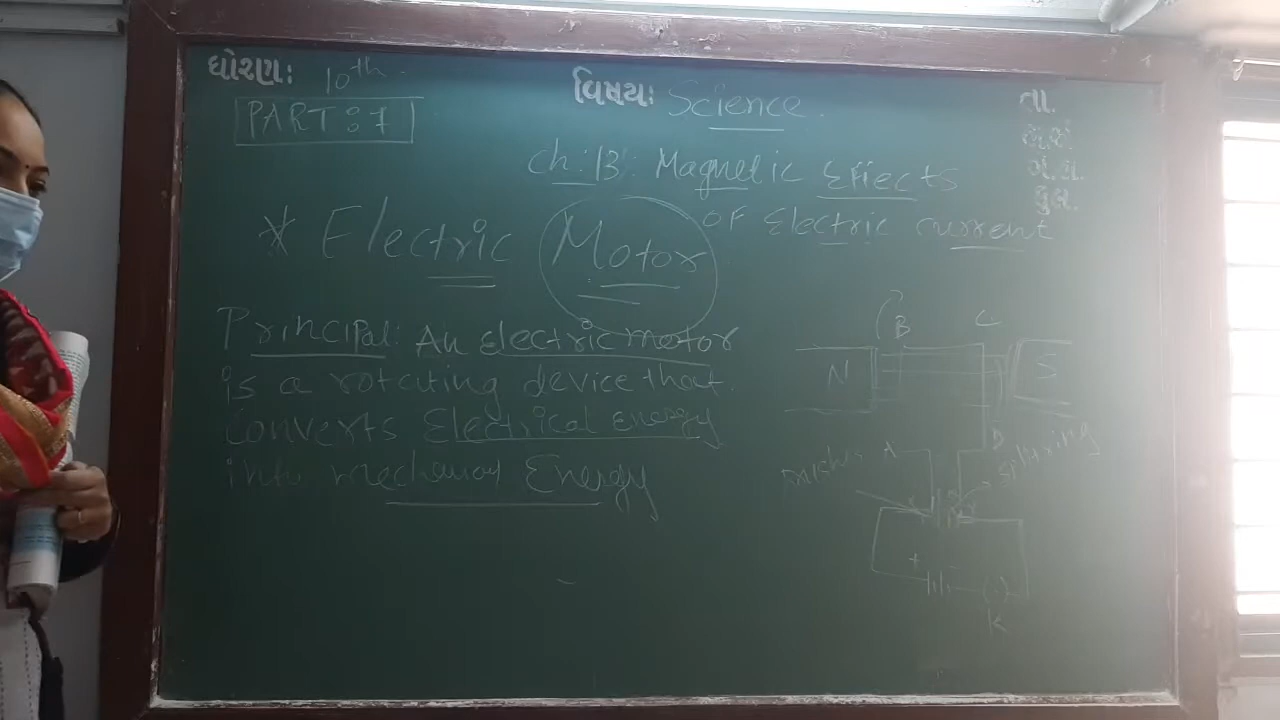 ધોરણ: 10th
વિષય: Science
તા.
PART: 7
ch: 13: Magnetic Effects
OF Electric current
* Electric Motor
Principal: An Electric motor
is a rotating device that
converts Electrical Energy
into Energy
B C
N S
A D
slipring
+ -
K